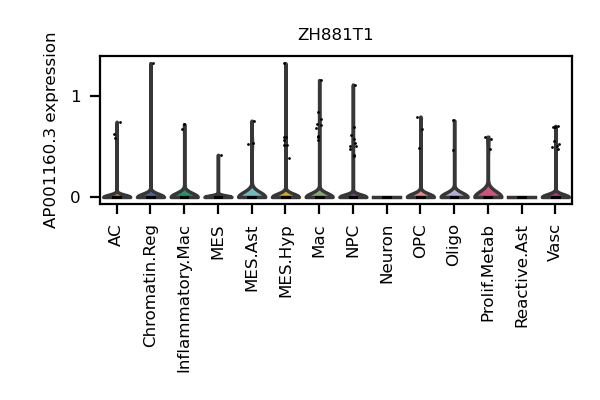 ZH881T1
AP001160.3 expression
1
0
AC
Chromatin.Reg
Inflammatory.Mac
MES
MES.Ast
MES.Hyp
Mac
NPC
Neuron
OPC
Oligo
Prolif.Metab
Reactive.Ast
Vasc